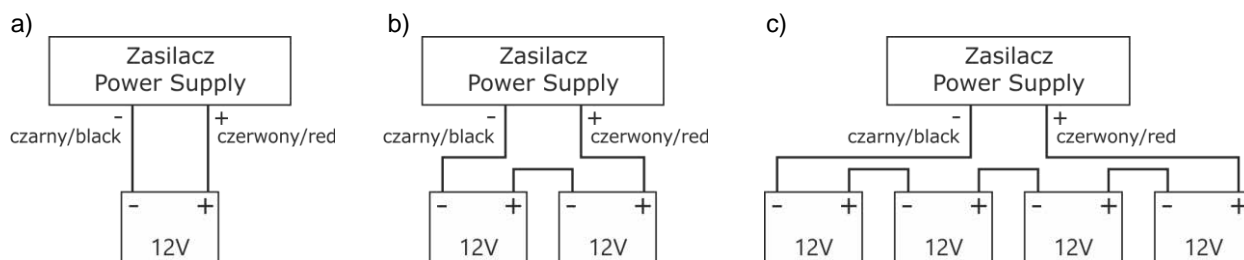 a)
Zasilacz
Power Supply
- +
czarny/black czerwony/red
- +
12V
b)
Zasilacz
Power Supply
- +
czarny/black czerwony/red
- + - +
12V 12V
c)
Zasilacz
Power Supply
- +
czarny/black czerwony/red
- + - + - + - +
12V 12V 12V 12V